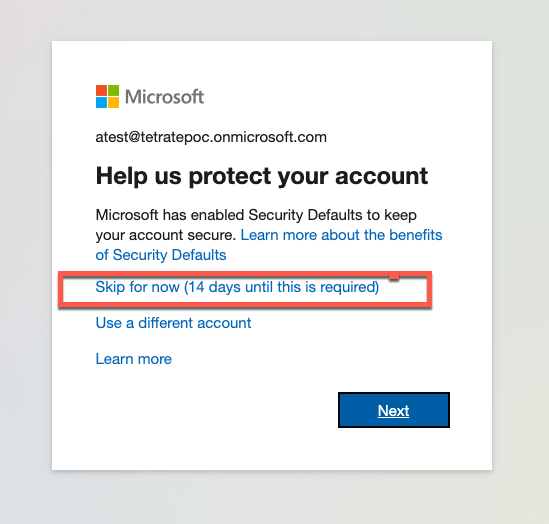 Microsoft
atest@tetratepoc.onmicrosoft.com
Help us protect your account
Microsoft has enabled Security Defaults to keep
your account secure. Learn more about the benefits
of Security Defaults
Skip for now (14 days until this is required)
Use a different account
Learn more
Next